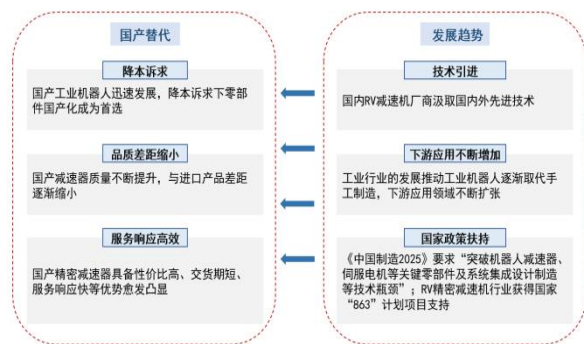 国产替代
降本诉求
国产工业机器人迅速发展，降本诉求下零部
件国产化成为首选
品质差距缩小
国产减速器质量不断提升，与进口产品差距
逐渐缩小
服务响应高效
国产精密减速器具备性价比高、交货期短、
服务响应快等优势愈发凸显
发展趋势
技术引进
国内RV减速机厂商汲取国内外先进技术
下游应用不断增加
工业行业的发展推动工业机器人逐渐取代手
工制造，下游应用领域不断扩张
国家政策扶持
《中国制造2025》要求“突破机器人减速器、
伺服电机等关键零部件及系统集成设计制造
等技术瓶颈”；RV精密减速机行业获得国家
“863”计划项目支持